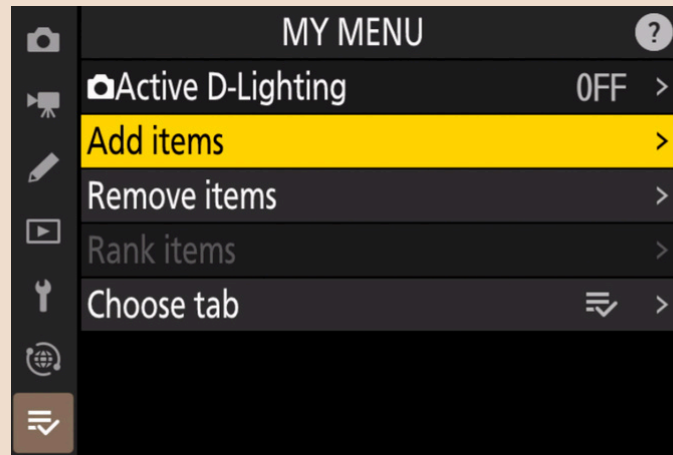 MY MENU ?
Active D-Lighting OFF >
Add items >
Remove items >
Rank items >
Choose tab >